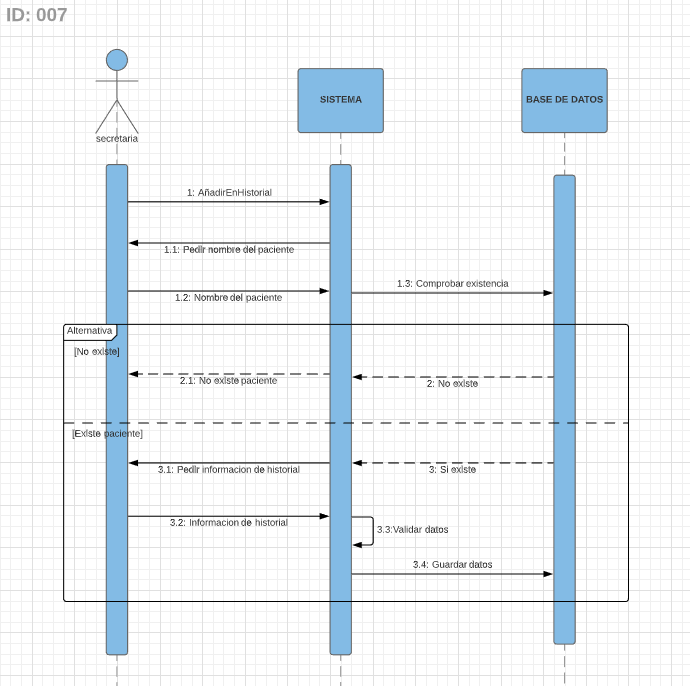 ID: 007
secretaria
SISTEMA
BASE DE DATOS
1: AñadirEnHistorial
1.1: Pedir nombre del paciente
1.2: Nombre del paciente
1.3: Comprobar existencia
Alternativa
[No existe]
2.1: No existe paciente
2: No existe
[Existe paciente]
3.1: Pedir informacion de historial
3: Si existe
3.2: Informacion de historial
3.3:Validar datos
3.4: Guardar datos